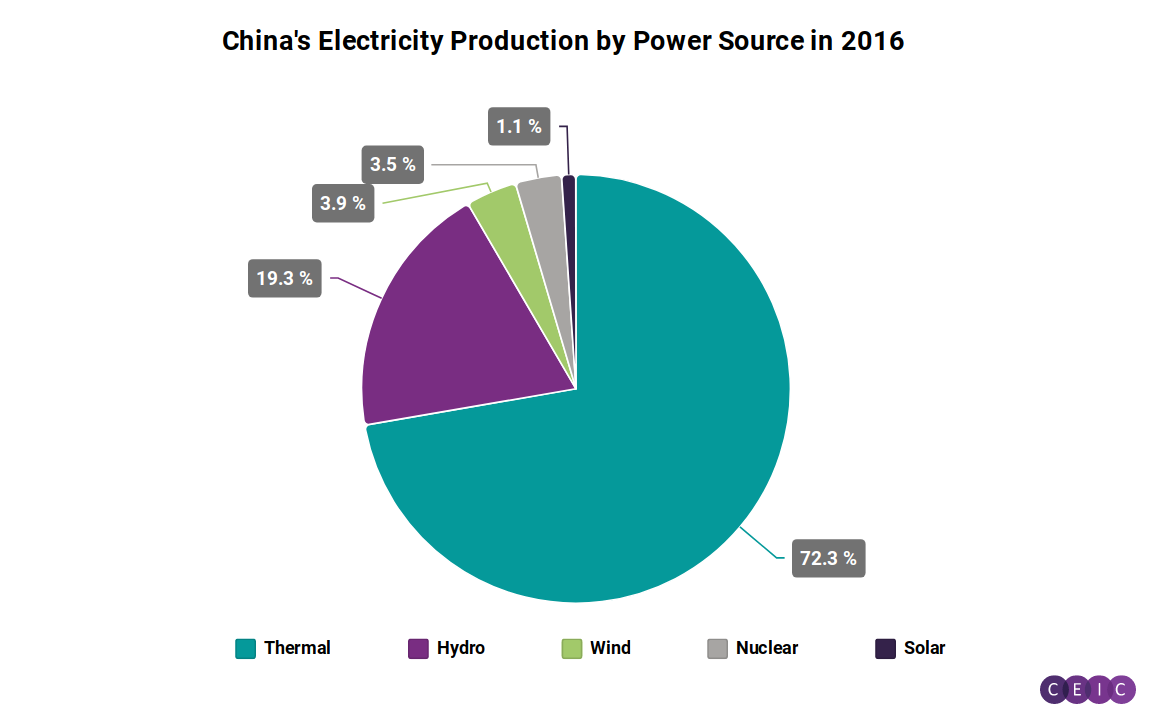 China's Electricity Production by Power Source in 2016
1.1 %
3.5 %
3.9 %
19.3 %
72.3 %
Thermal Hydro Wind Nuclear Solar
CEIC